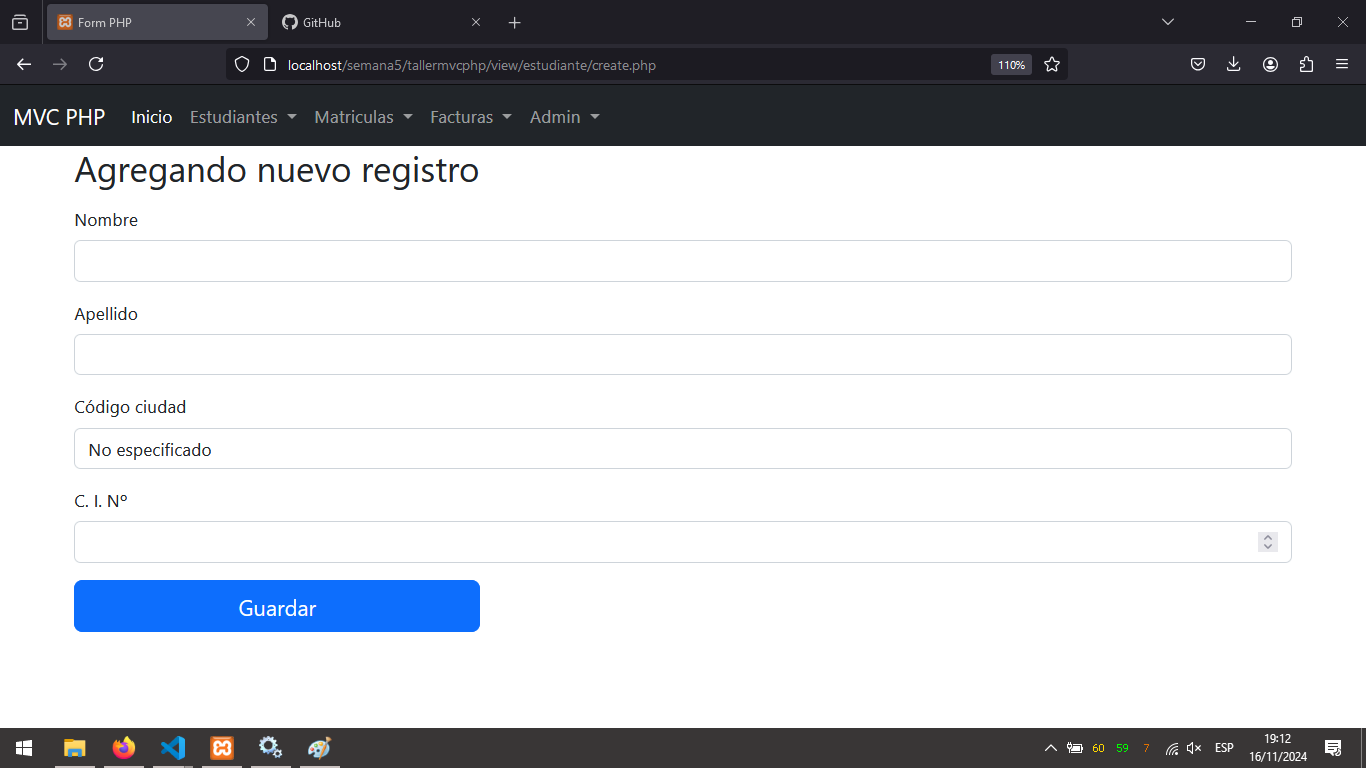 Form PHP
GitHub
localhost/semana5/tallermvcphp/view/estudiante/create.php
110%
MVC PHP Inicio Estudiantes Matriculas Facturas Admin
Agregando nuevo registro
Nombre
Apellido
Código ciudad
No especificado
C. I. Nº
Guardar
60 59 7 ESP
19:12
16/11/2024